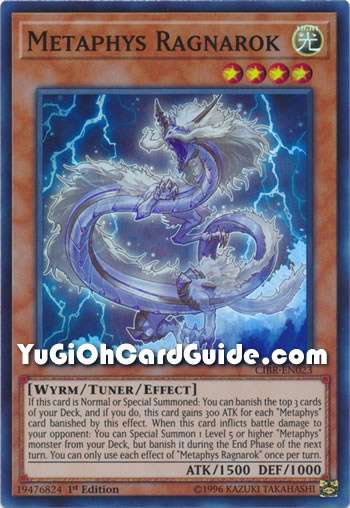 METAPHYS RAGNAROK
光
YuGiOhCardGuide.com
CIBR-EN023
[WYRM/TUNER/EFFECT]
If this card is Normal or Special Summoned: You can banish the top 3 cards
of your Deck, and if you do, this card gains 300 ATK for each "Metaphys"
card banished by this effect. When this card inflicts battle damage to
your opponent: You can Special Summon 1 Level 5 or higher "Metaphys"
monster from your Deck, but banish it during the End Phase of the next
turn. You can only use each effect of "Metaphys Ragnarok" once per turn.
ATK/1500 DEF/1000
19476824 1st Edition ©1996 KAZUKI TAKAHASHI